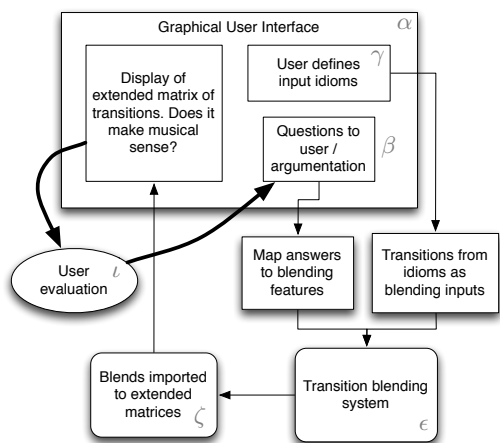 Graphical User Interface
α
Display of
extended matrix of
transitions. Does it
make musical
sense?
User defines
input idioms
γ
Questions to
user /
argumentation
β
User
evaluation
ι
Map answers
to blending
features
Transitions from
idioms as
blending inputs
Blends imported
to extended
matrices
ζ
Transition blending
system
ϵ